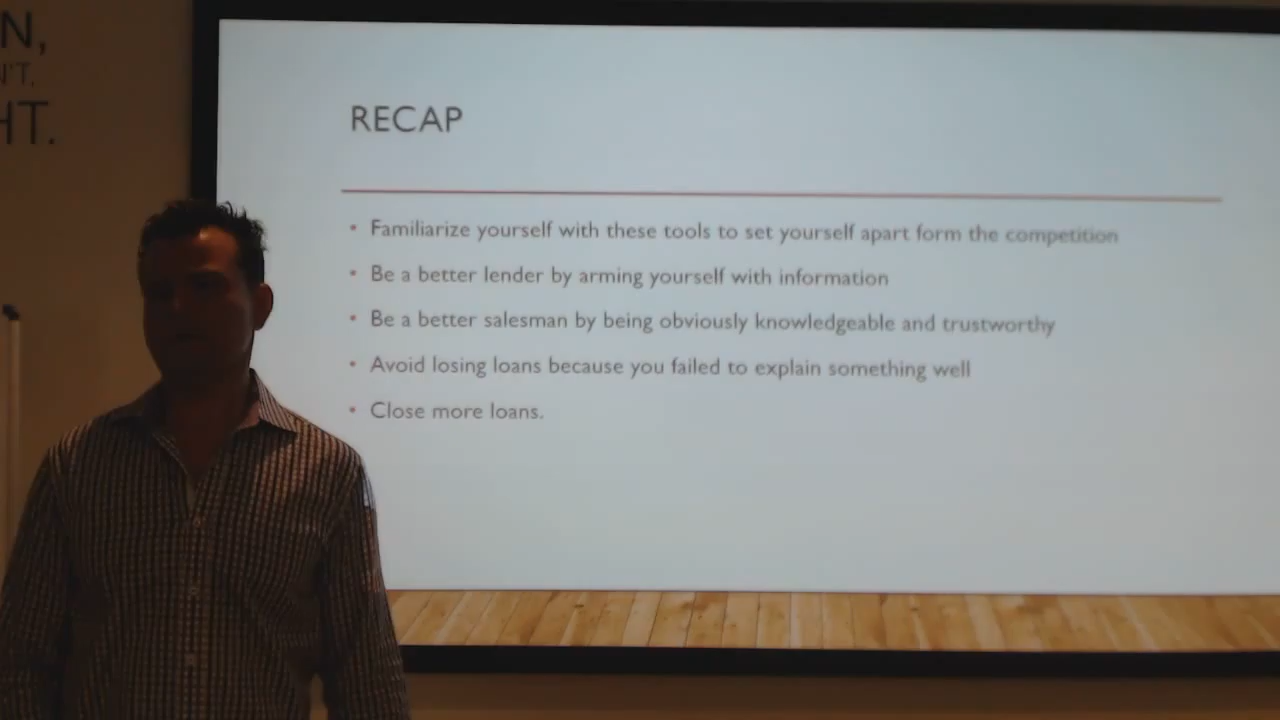 N,
N'T.
HT.
RECAP
• Familiarize yourself with these tools to set yourself apart form the competition
• Be a better lender by arming yourself with information
• Be a better salesman by being obviously knowledgeable and trustworthy
• Avoid losing loans because you failed to explain something well
• Close more loans.